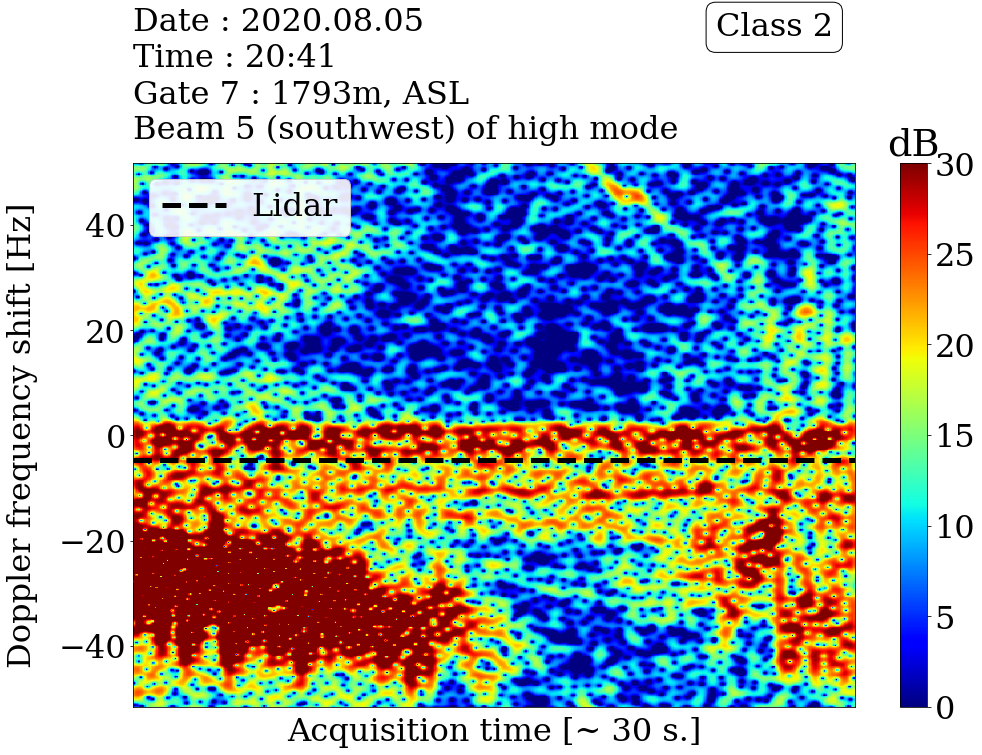 Date : 2020.08.05
Time : 20:41
Gate 7 : 1793m, ASL
Beam 5 (southwest) of high mode
Class 2
dB
Lidar
Doppler frequency shift [Hz]
40
20
0
−20
−40
Acquisition time [~ 30 s.]
30
25
20
15
10
5
0